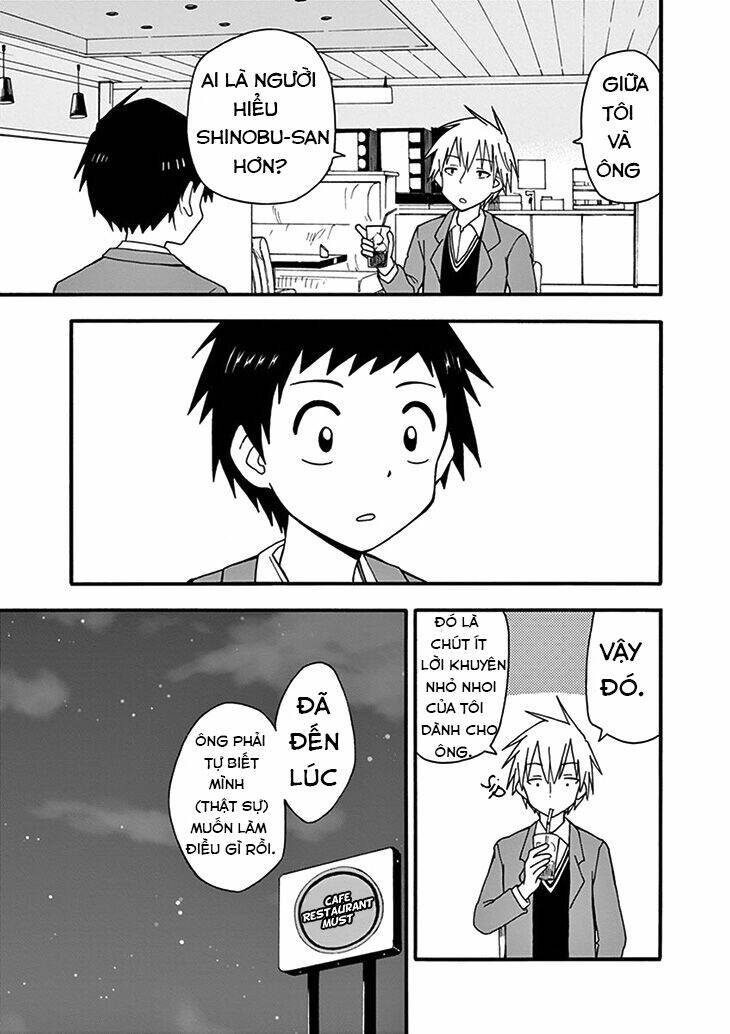 GIỮA
TÔI
VÀ
ÔNG
AI LÀ NGƯỜI
HIỂU
SHINOBU-SAN
HƠN?
VẬY
ĐÓ.
ĐÓ LÀ
CHÚT ÍT
LỜI KHUYÊN
NHỎ NHOI
CỦA TÔI
DÀNH CHO
ÔNG.
ĐÃ
ĐẾN
LÚC
ÔNG PHẢI
TỰ BIẾT
MÌNH
(THẬT SỰ)
MUỐN LÀM
ĐIỀU GÌ RỒI.
CAFE
RESTAURANT
MUST